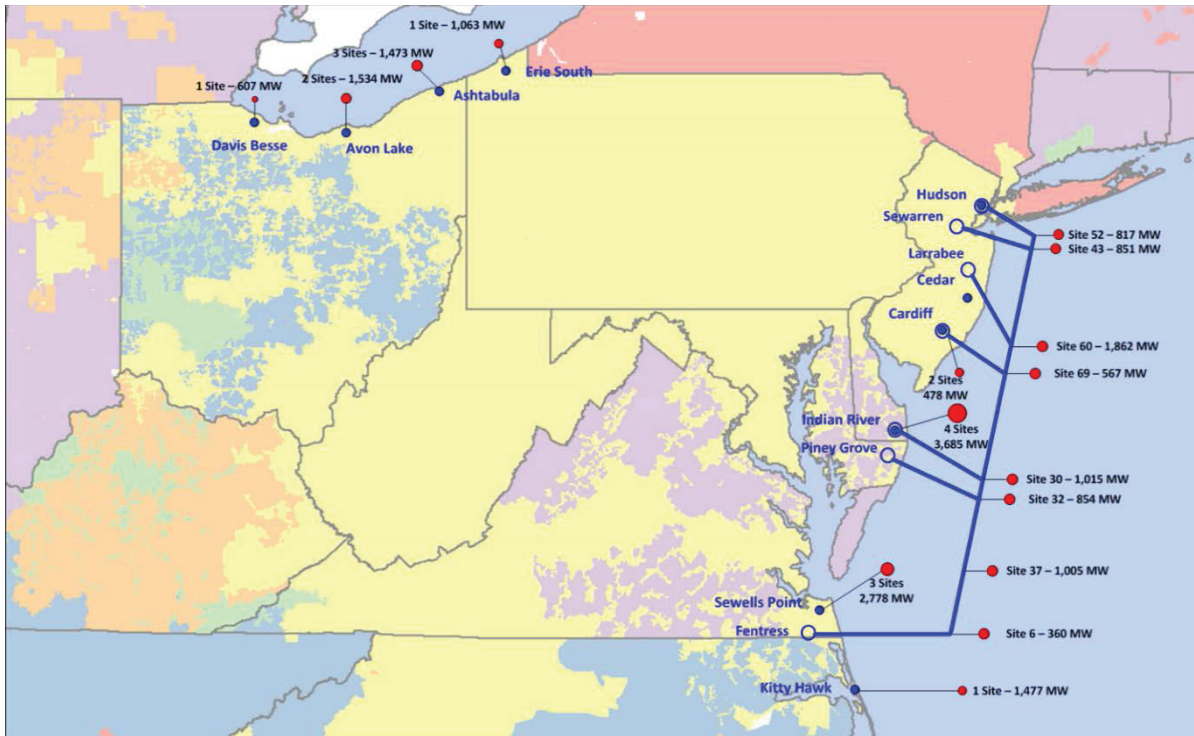 1 Site – 1,063 MW
3 Sites – 1,473 MW
Erie South
2 Sites – 1,534 MW
1 Site – 607 MW
Ashtabula
Davis Besse
Avon Lake
Hudson
Sewarren
Site 52 – 817 MW
Site 43 – 851 MW
Larrabee
Cedar
Cardiff
Site 60 – 1,862 MW
Site 69 – 567 MW
2 Sites
478 MW
Indian River
4 Sites
3,685 MW
Piney Grove
Site 30 – 1,015 MW
Site 32 – 854 MW
Site 37 – 1,005 MW
3 Sites
2,778 MW
Sewells Point
Fentress
Site 6 – 360 MW
Kitty Hawk
1 Site – 1,477 MW